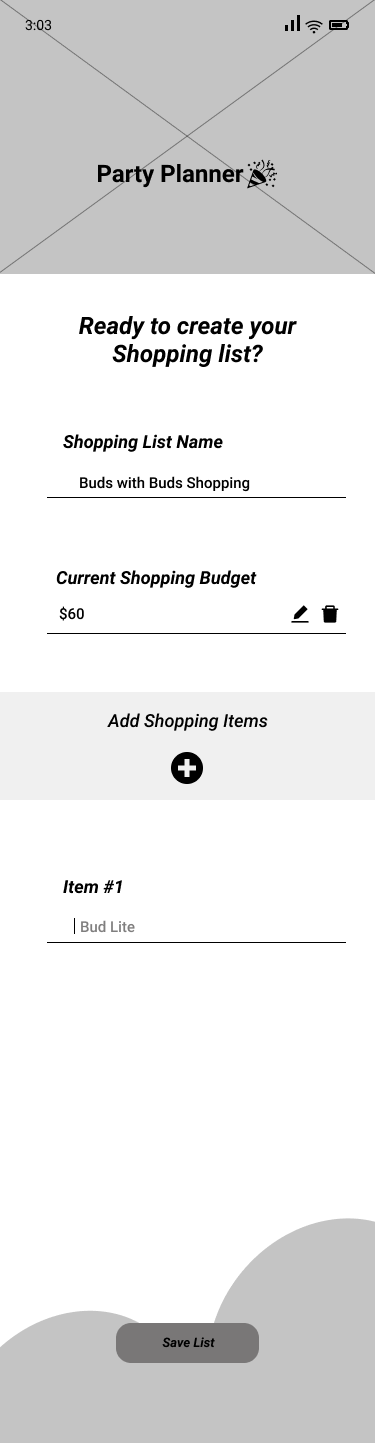 3:03
Party Planner
Ready to create your
Shopping list?
Shopping List Name
Buds with Buds Shopping
Current Shopping Budget
$60
Add Shopping Items
Item #1
Bud Lite
Save List